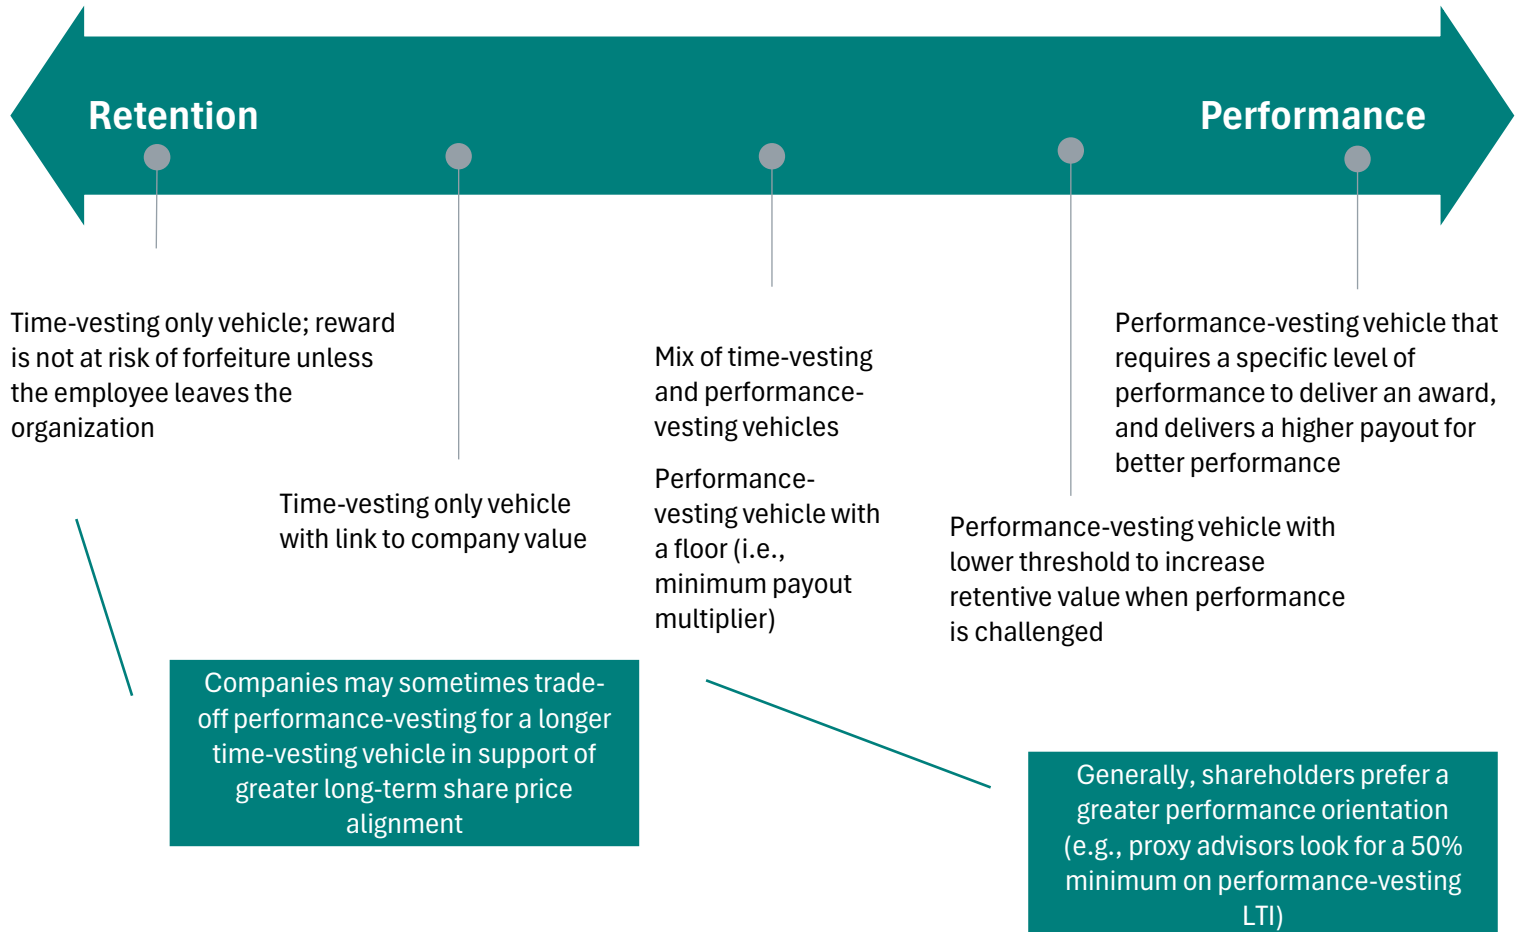 Retention
Performance
Time-vesting only vehicle; reward
is not at risk of forfeiture unless
the employee leaves the
organization
Time-vesting only vehicle
with link to company value
Mix of time-vesting
and performance-
vesting vehicles
Performance-
vesting vehicle with
a floor (i.e.,
minimum payout
multiplier)
Performance-vesting vehicle with
lower threshold to increase
retentive value when performance
is challenged
Performance-vesting vehicle that
requires a specific level of
performance to deliver an award,
and delivers a higher payout for
better performance
Companies may sometimes trade-
off performance-vesting for a longer
time-vesting vehicle in support of
greater long-term share price
alignment
Generally, shareholders prefer a
greater performance orientation
(e.g., proxy advisors look for a 50%
minimum on performance-vesting
LTI)